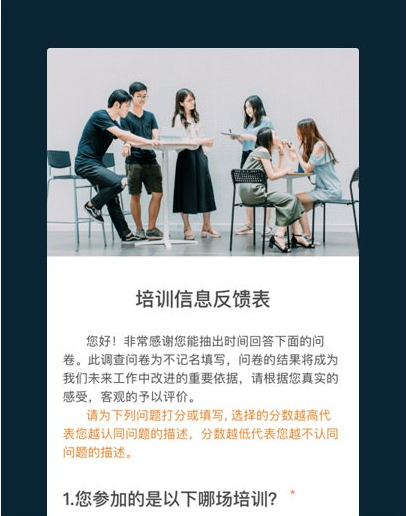 培训信息反馈表
您好！非常感谢您能抽出时间回答下面的问
卷。此调查问卷为不记名填写，问卷的结果将成为
我们未来工作中改进的重要依据，请根据您真实的
感受，客观的予以评价。
请为下列问题打分或填写,选择的分数越高代
表您越认同问题的描述，分数越低代表您越不认同
问题的描述。
1.您参加的是以下哪场培训？ *